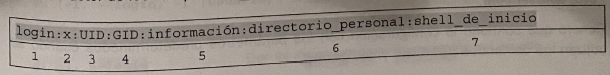 login:x:UID:GID:información:directorio_personal:shell_de_inicio
1 2 3 4 5 6 7